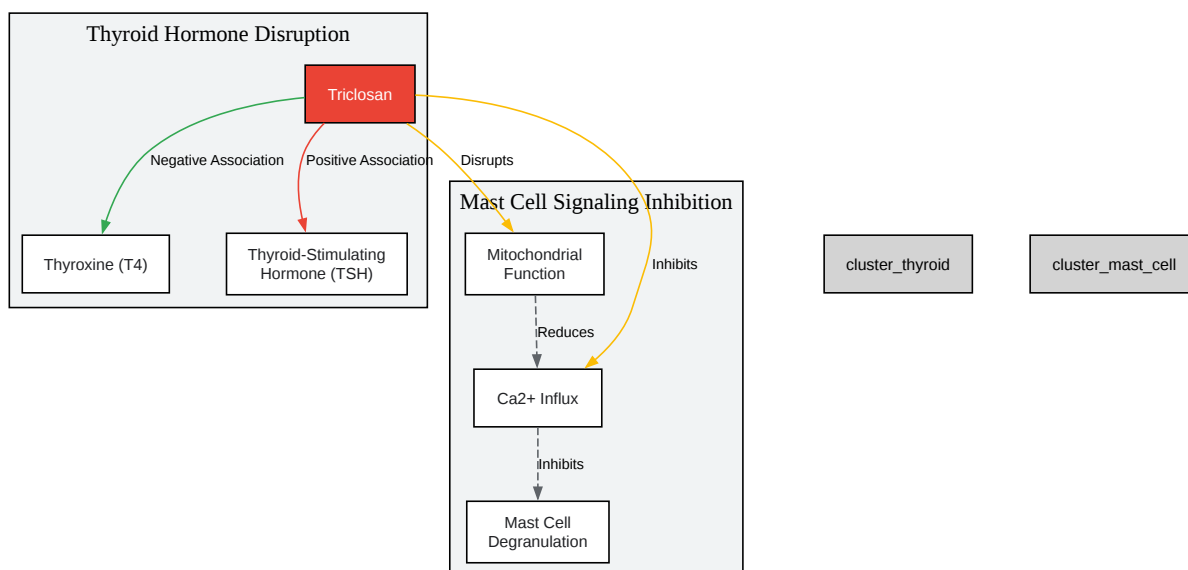 Thyroid Hormone Disruption
Triclosan
Negative Association
Positive Association
Disrupts
Mast Cell Signaling Inhibition
Thyroxine (T4)
Thyroid-Stimulating
Hormone (TSH)
Mitochondrial
Function
Inhibits
cluster_thyroid
cluster_mast_cell
Reduces
Ca2+ Influx
Inhibits
Mast Cell
Degranulation